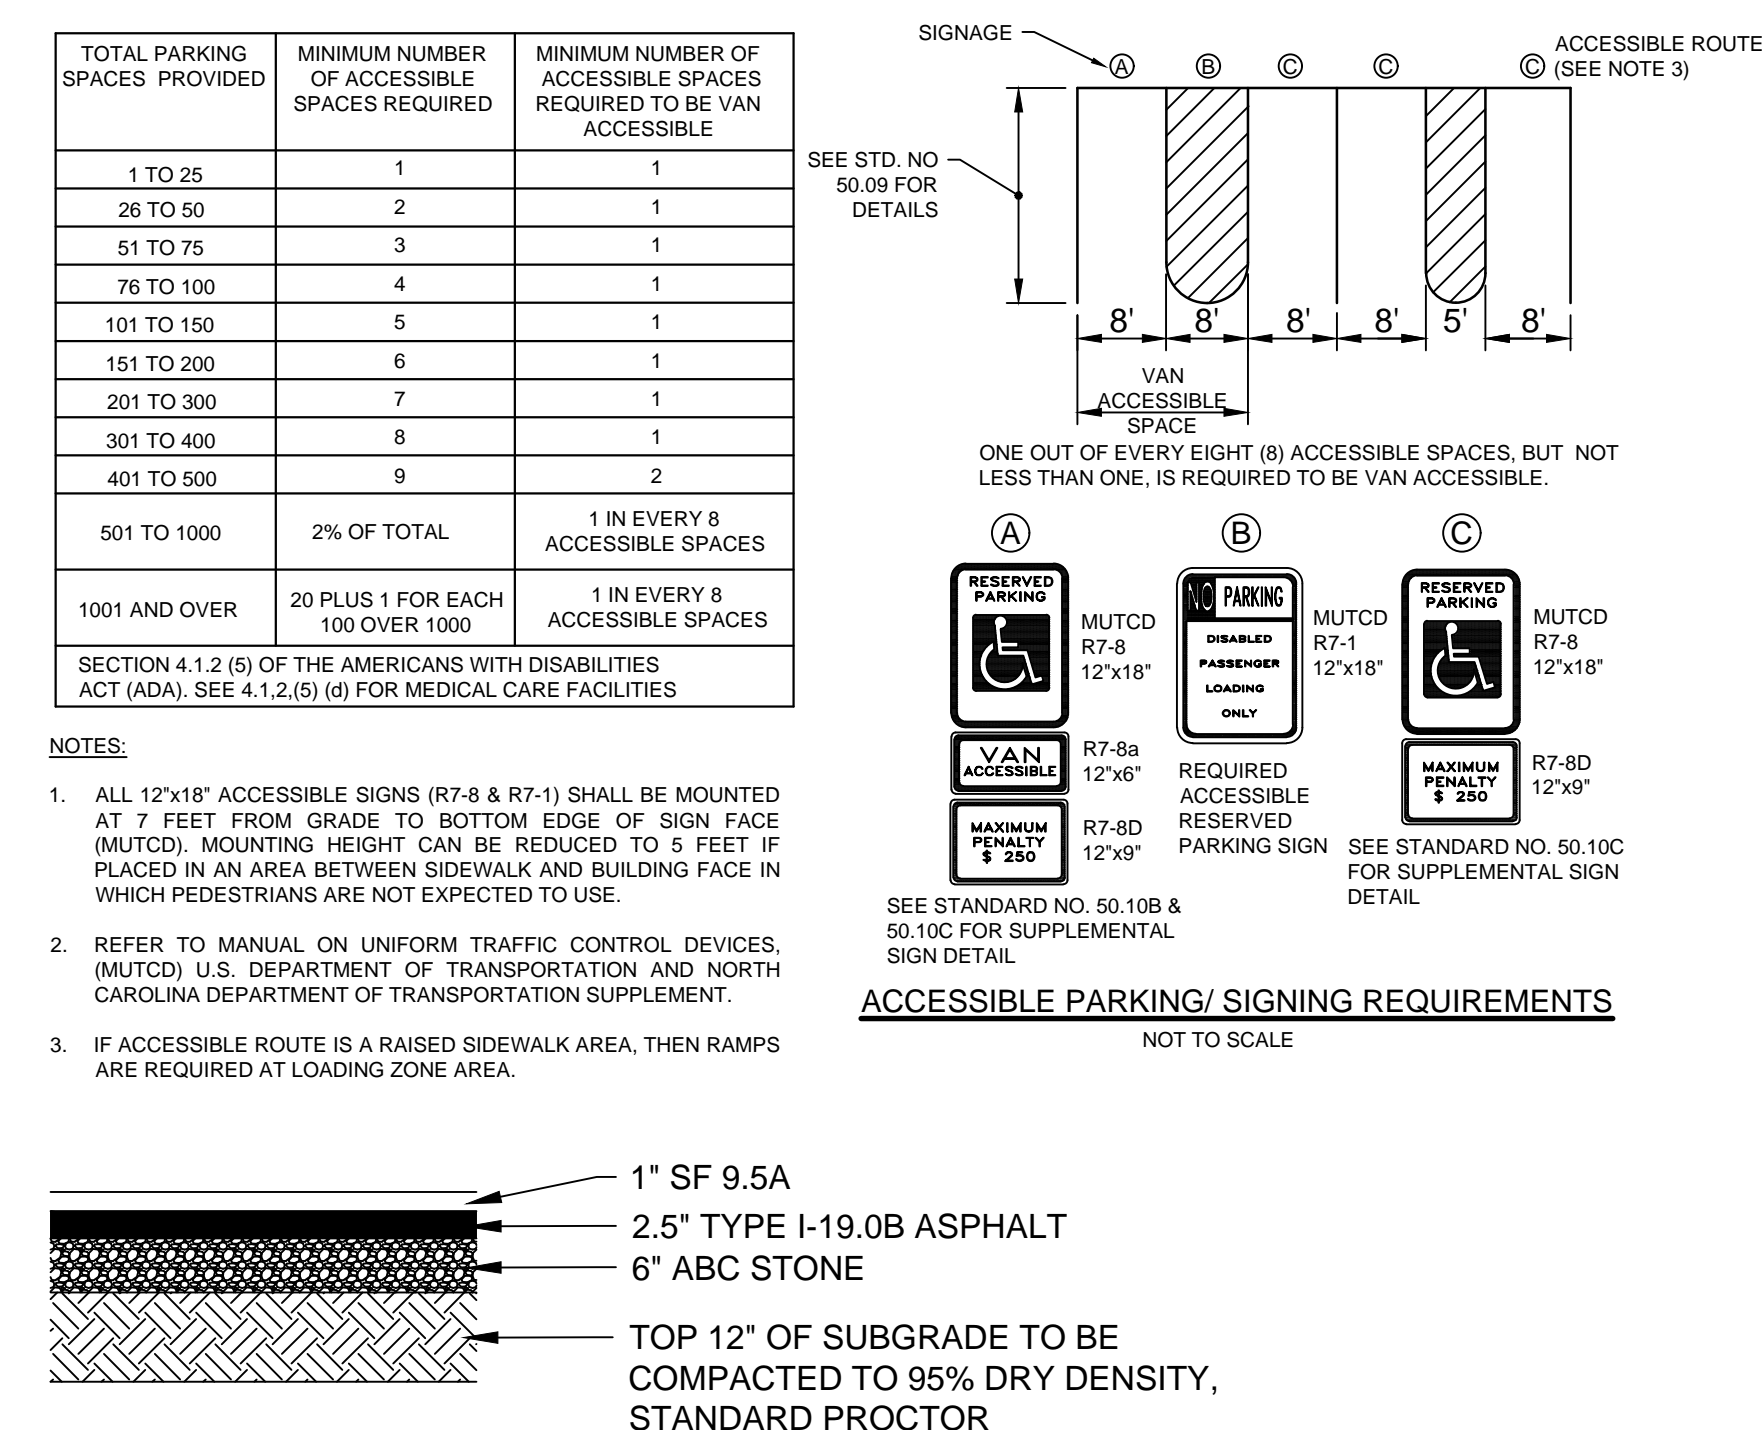 TOTAL PARKING
SPACES PROVIDED
MINIMUM NUMBER
OF ACCESSIBLE
SPACES REQUIRED
MINIMUM NUMBER OF
ACCESSIBLE SPACES
REQUIRED TO BE VAN
ACCESSIBLE
1 TO 25
1
1
26 TO 50
2
1
51 TO 75
3
1
76 TO 100
4
1
101 TO 150
5
1
151 TO 200
6
1
201 TO 300
7
1
301 TO 400
8
1
401 TO 500
9
2
501 TO 1000
2% OF TOTAL
1 IN EVERY 8
ACCESSIBLE SPACES
1001 AND OVER
20 PLUS 1 FOR EACH
100 OVER 1000
1 IN EVERY 8
ACCESSIBLE SPACES
SECTION 4.1.2 (5) OF THE AMERICANS WITH DISABILITIES
ACT (ADA). SEE 4.1,2,(5) (d) FOR MEDICAL CARE FACILITIES
NOTES:
1. ALL 12"x18" ACCESSIBLE SIGNS (R7-8 & R7-1) SHALL BE MOUNTED
AT 7 FEET FROM GRADE TO BOTTOM EDGE OF SIGN FACE
(MUTCD). MOUNTING HEIGHT CAN BE REDUCED TO 5 FEET IF
PLACED IN AN AREA BETWEEN SIDEWALK AND BUILDING FACE IN
WHICH PEDESTRIANS ARE NOT EXPECTED TO USE.
2. REFER TO MANUAL ON UNIFORM TRAFFIC CONTROL DEVICES,
(MUTCD) U.S. DEPARTMENT OF TRANSPORTATION AND NORTH
CAROLINA DEPARTMENT OF TRANSPORTATION SUPPLEMENT.
3. IF ACCESSIBLE ROUTE IS A RAISED SIDEWALK AREA, THEN RAMPS
ARE REQUIRED AT LOADING ZONE AREA.
SIGNAGE
A
B
C
C
C
ACCESSIBLE ROUTE
(SEE NOTE 3)
SEE STD. NO
50.09 FOR
DETAILS
8'
8'
8'
8'
5'
8'
VAN
ACCESSIBLE
SPACE
ONE OUT OF EVERY EIGHT (8) ACCESSIBLE SPACES, BUT NOT
LESS THAN ONE, IS REQUIRED TO BE VAN ACCESSIBLE.
A
RESERVED
PARKING
MUTCD
R7-8
12"x18"
VAN
ACCESSIBLE
R7-8a
12"x6"
MAXIMUM
PENALTY
$ 250
R7-8D
12"x9"
SEE STANDARD NO. 50.10B &
50.10C FOR SUPPLEMENTAL
SIGN DETAIL
B
NO PARKING
DISABLED
PASSENGER
LOADING
ONLY
MUTCD
R7-1
12"x18"
REQUIRED
ACCESSIBLE
RESERVED
PARKING SIGN
C
RESERVED
PARKING
MUTCD
R7-8
12"x18"
MAXIMUM
PENALTY
$ 250
R7-8D
12"x9"
SEE STANDARD NO. 50.10C
FOR SUPPLEMENTAL SIGN
DETAIL
ACCESSIBLE PARKING/ SIGNING REQUIREMENTS
NOT TO SCALE
1" SF 9.5A
2.5" TYPE I-19.0B ASPHALT
6" ABC STONE
TOP 12" OF SUBGRADE TO BE
COMPACTED TO 95% DRY DENSITY,
STANDARD PROCTOR